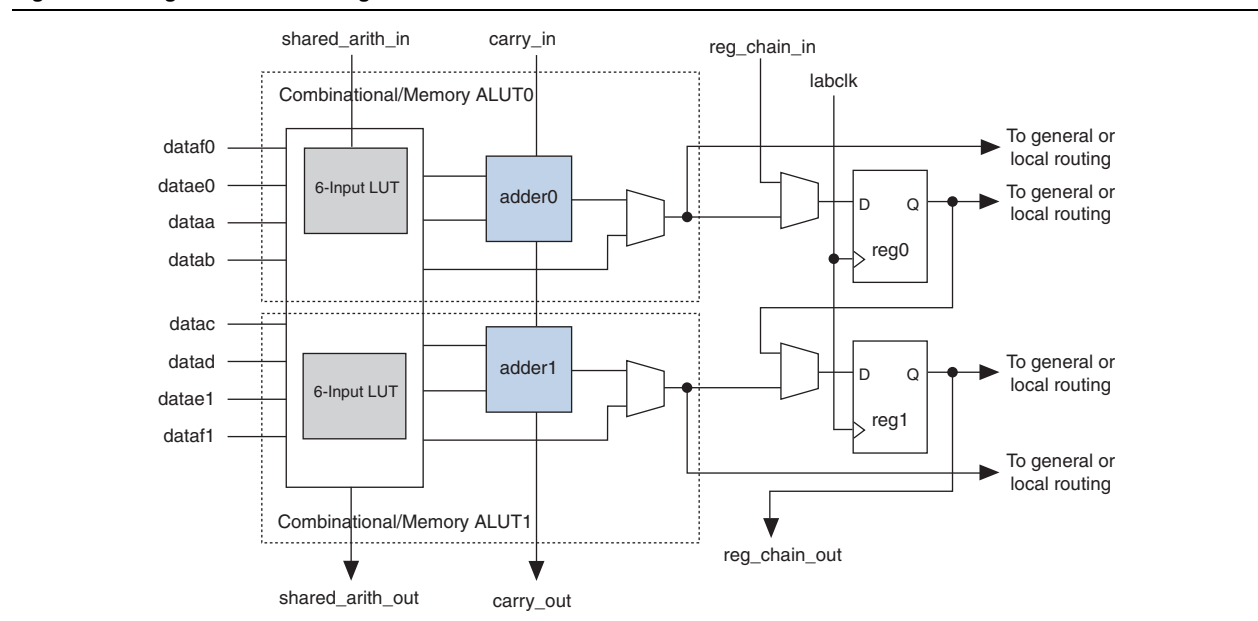 shared_arith_in
carry_in
reg_chain_in
labclk
Combinational/Memory ALUT0
dataf0
datae0
dataa
datab
6-Input LUT
adder0
D
Q
reg0
To general or
local routing
To general or
local routing
datac
datad
datae1
dataf1
6-Input LUT
adder1
D
Q
reg1
To general or
local routing
To general or
local routing
Combinational/Memory ALUT1
reg_chain_out
shared_arith_out
carry_out